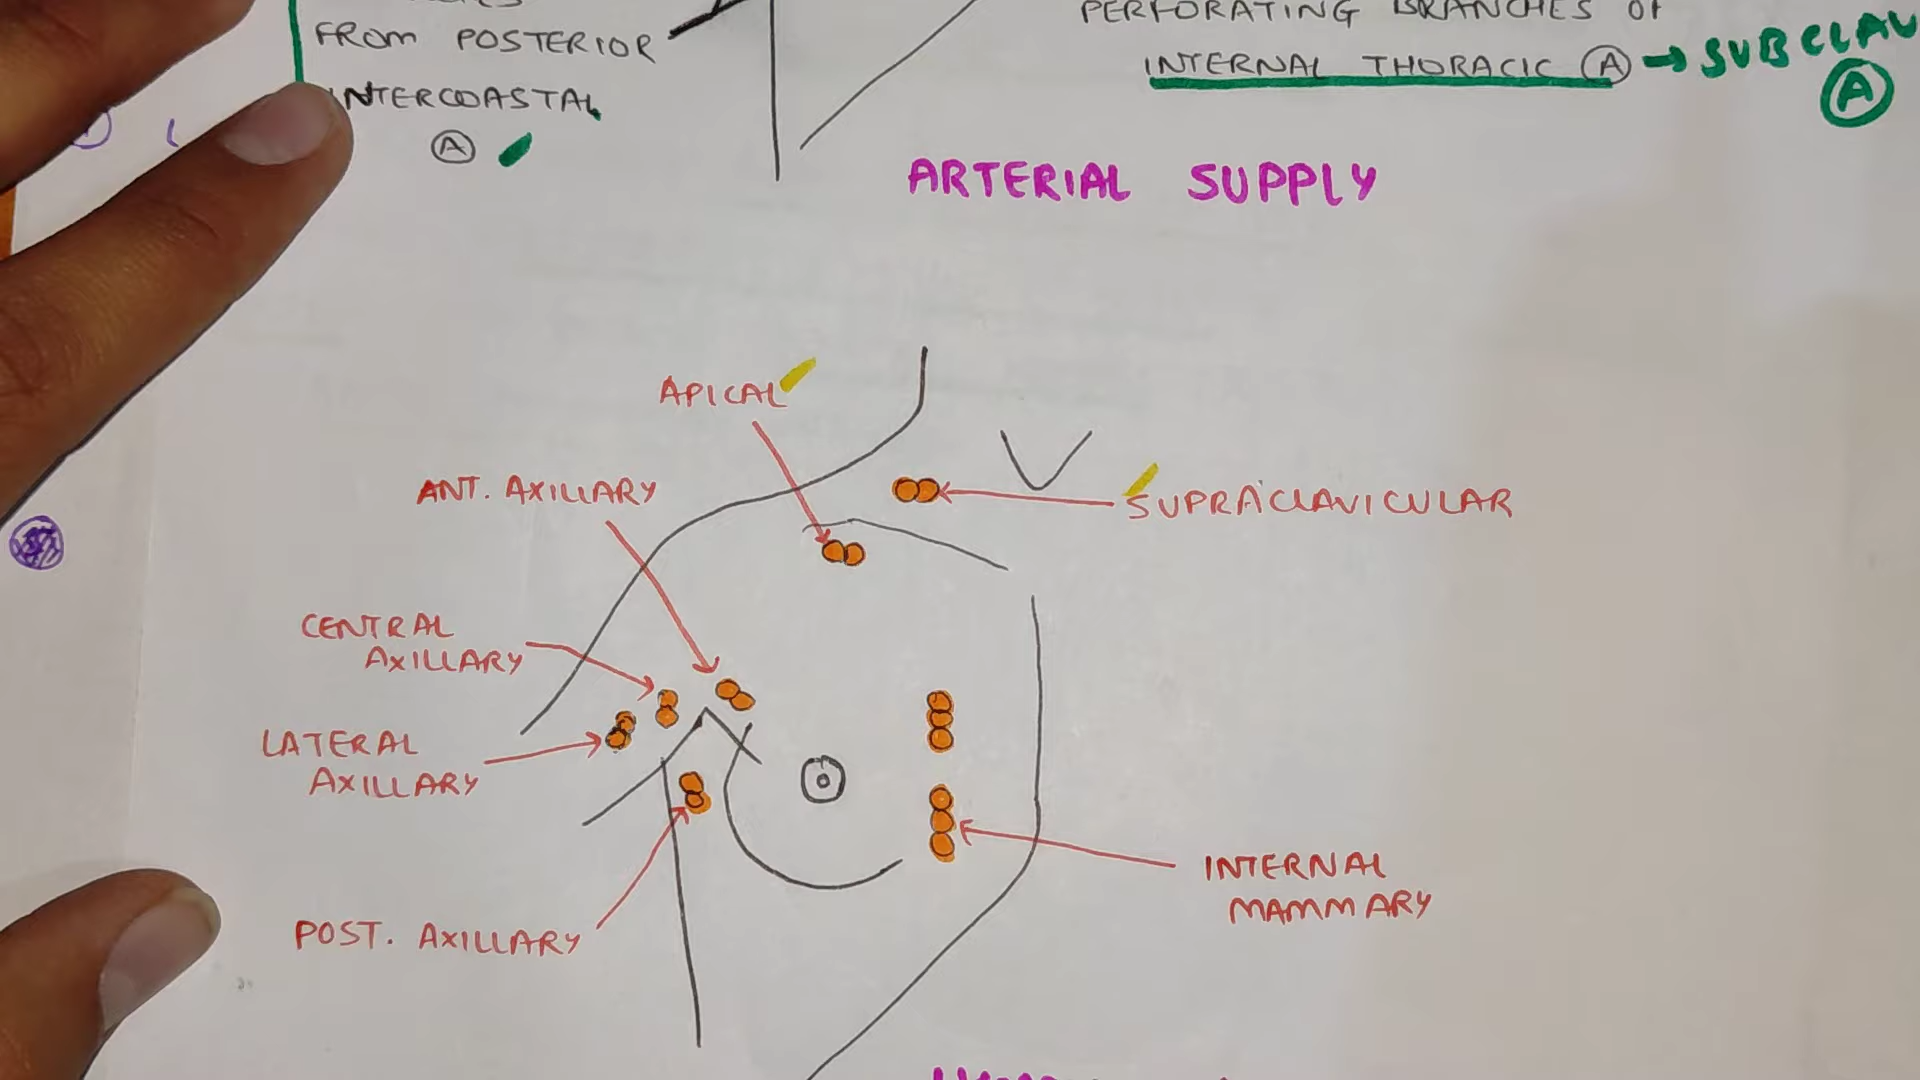 FROM POSTERIOR
INTERCOASTAL
A
PERFORATING BRANCHES OF
INTERNAL THORACIC A → SUBCLAV
A
ARTERIAL SUPPLY
APICAL
ANT. AXILLARY
SUPRACLAVICULAR
CENTRAL
AXILLARY
LATERAL
AXILLARY
INTERNAL
MAMMARY
POST. AXILLARY